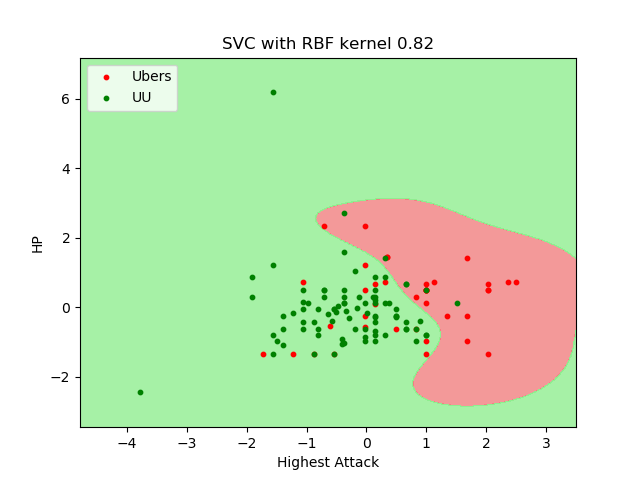 SVC with RBF kernel 0.82
Ubers
UU
6
4
2
0
−2
HP
−4
−3
−2
−1
0
1
2
3
Highest Attack